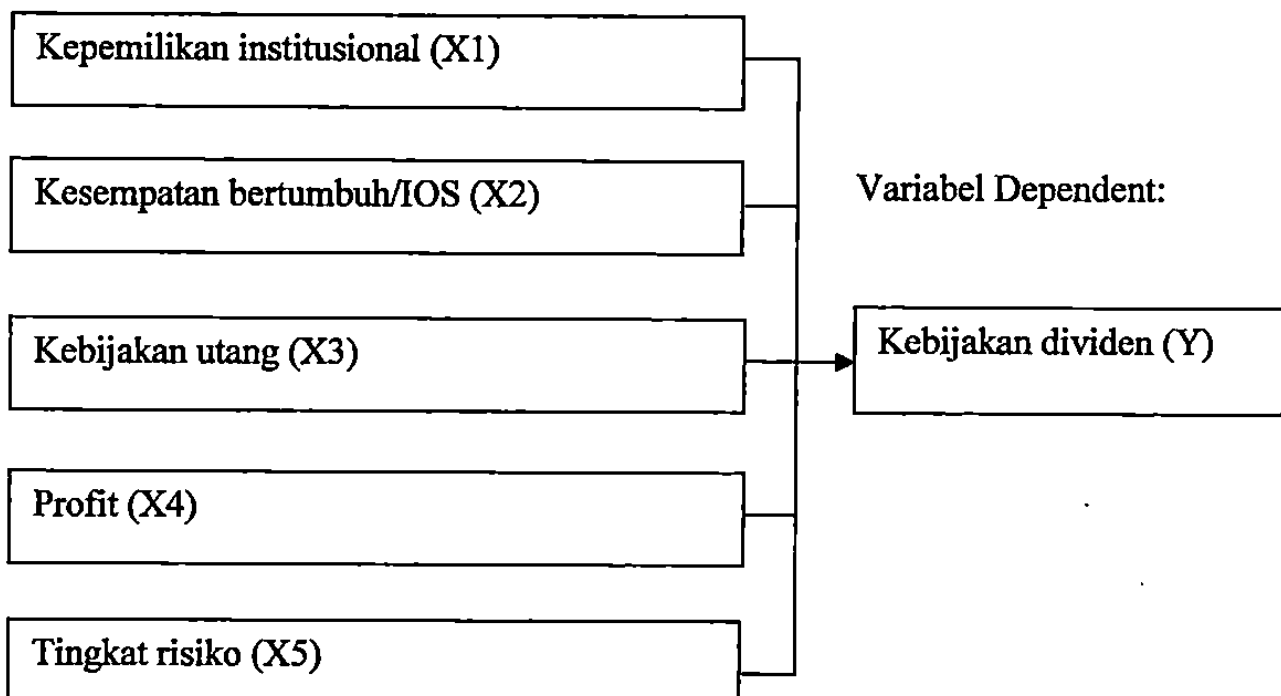 Kepemilikan institusional (X1)
Kesempatan bertumbuh/IOS (X2)
Variabel Dependent:
Kebijakan utang (X3)
Kebijakan dividen (Y)
Profit (X4)
Tingkat risiko (X5)